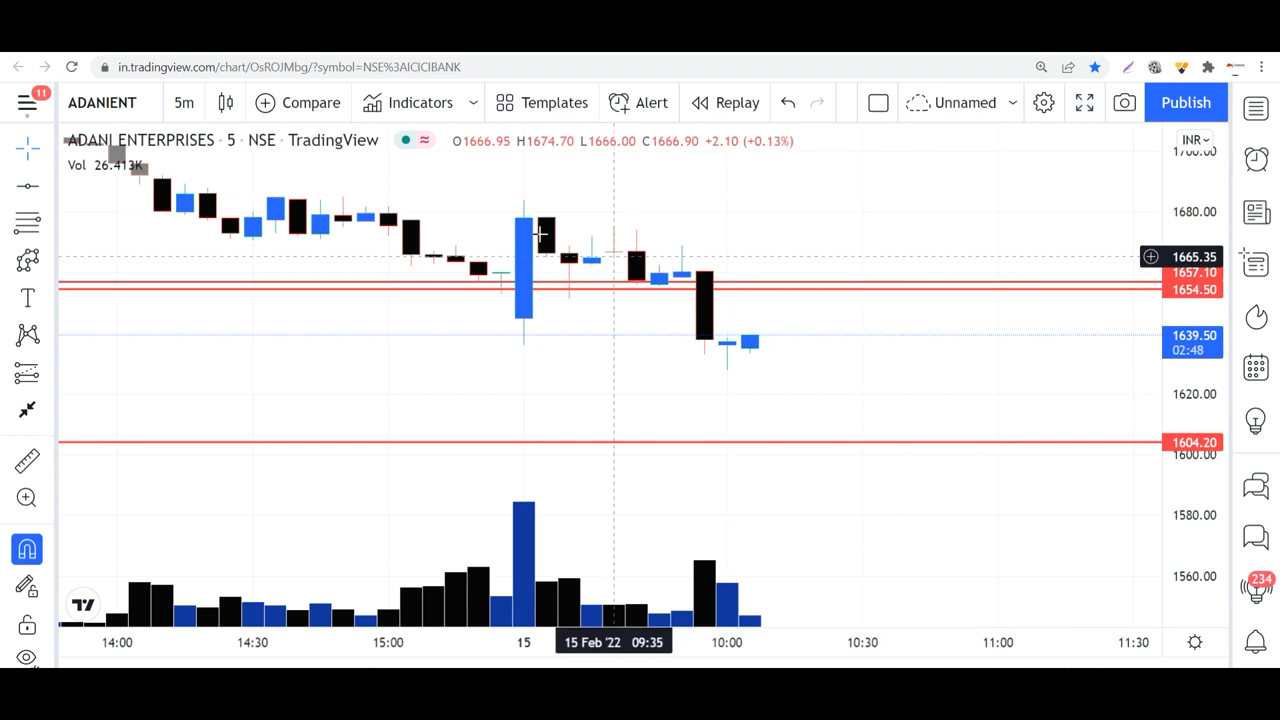 in.tradingview.com/chart/OsROJMbg/?symbol=NSE%3AICICIBANK
11
ADANIENT 5m Compare Indicators Templates Alert Replay Unnamed Publish
ADANI ENTERPRISES · 5 · NSE · TradingView O1666.95 H1674.70 L1666.00 C1666.90 +2.10 (+0.13%)
INR
Vol 26.413K
1700.00
1680.00
1665.35
1657.10
1654.50
1639.50
02:48
1620.00
1604.20
1600.00
1580.00
1560.00
234
14:00 14:30 15:00 15 15 Feb '22 09:35 10:00 10:30 11:00 11:30